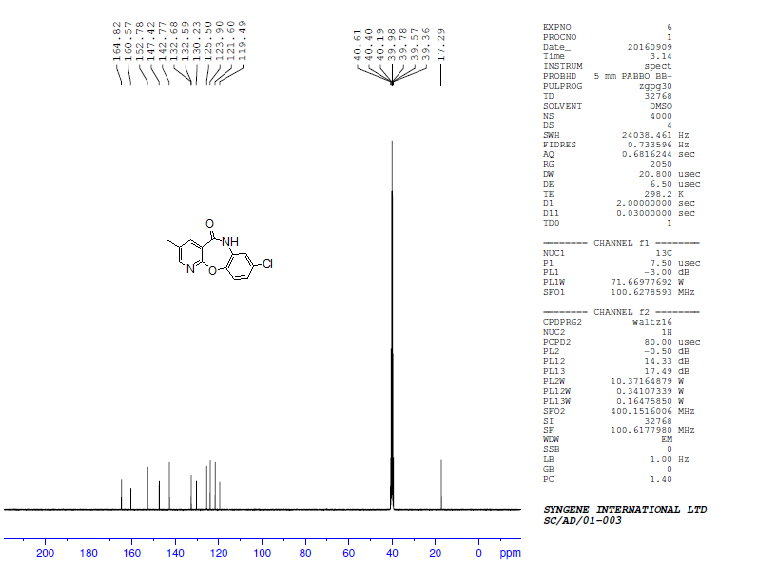 164.82
160.57
152.78
147.42
142.77
132.68
132.59
130.23
125.50
123.90
121.60
119.49
40.61
40.40
40.19
39.98
39.78
39.57
39.36
17.29
O
NH
Cl
N
O
200 180 160 140 120 100 80 60 40 20 0 ppm
EXPNO 6
PROCNO 1
Date_ 20160909
Time 3.14
INSTRUM spect
PROBHD 5 mm PABBO BB-
PULPROG zgpg30
TD 32768
SOLVENT DMSO
NS 4000
DS 4
SWH 24038.461 Hz
FIDRES 0.733596 Hz
AQ 0.6816244 sec
RG 2050
DW 20.800 usec
DE 6.50 usec
TE 298.2 K
D1 2.00000000 sec
D11 0.03000000 sec
TD0 1
======== CHANNEL f1 ========
NUC1 13C
P1 7.50 usec
PL1 -3.00 dB
PL1W 71.66977692 W
SFO1 100.6278593 MHz
======== CHANNEL f2 ========
CPDPRG2 waltz16
NUC2 1H
PCPD2 80.00 usec
PL2 -0.50 dB
PL12 14.33 dB
PL13 17.49 dB
PL2W 10.37164879 W
PL12W 0.34107339 W
PL13W 0.16475850 W
SFO2 400.1516006 MHz
SI 32768
SF 100.6177980 MHz
WDW EM
SSB 0
LB 1.00 Hz
GB 0
PC 1.40
SYNGENE INTERNATIONAL LTD
SC/AD/01-003